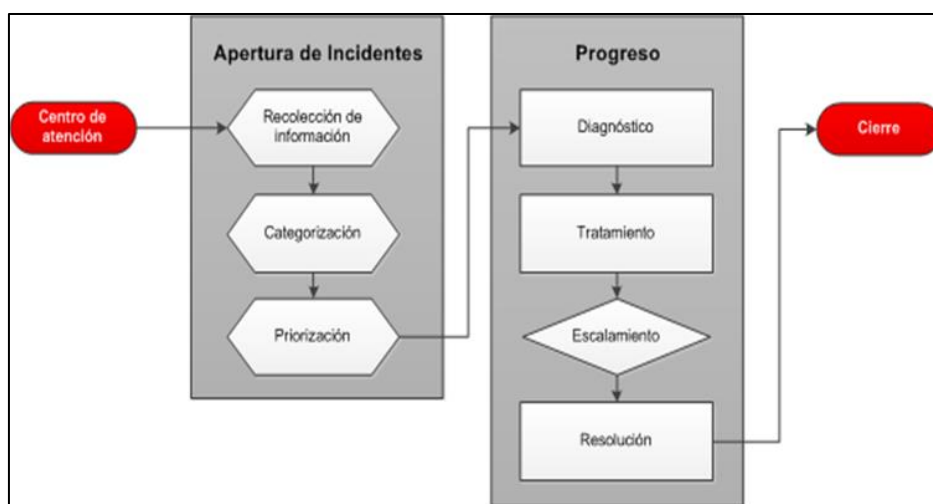 Apertura de Incidentes
Progreso
Centro de
atención
Recolección de
información
Categorización
Priorización
Diagnóstico
Tratamiento
Escalamiento
Resolución
Cierre